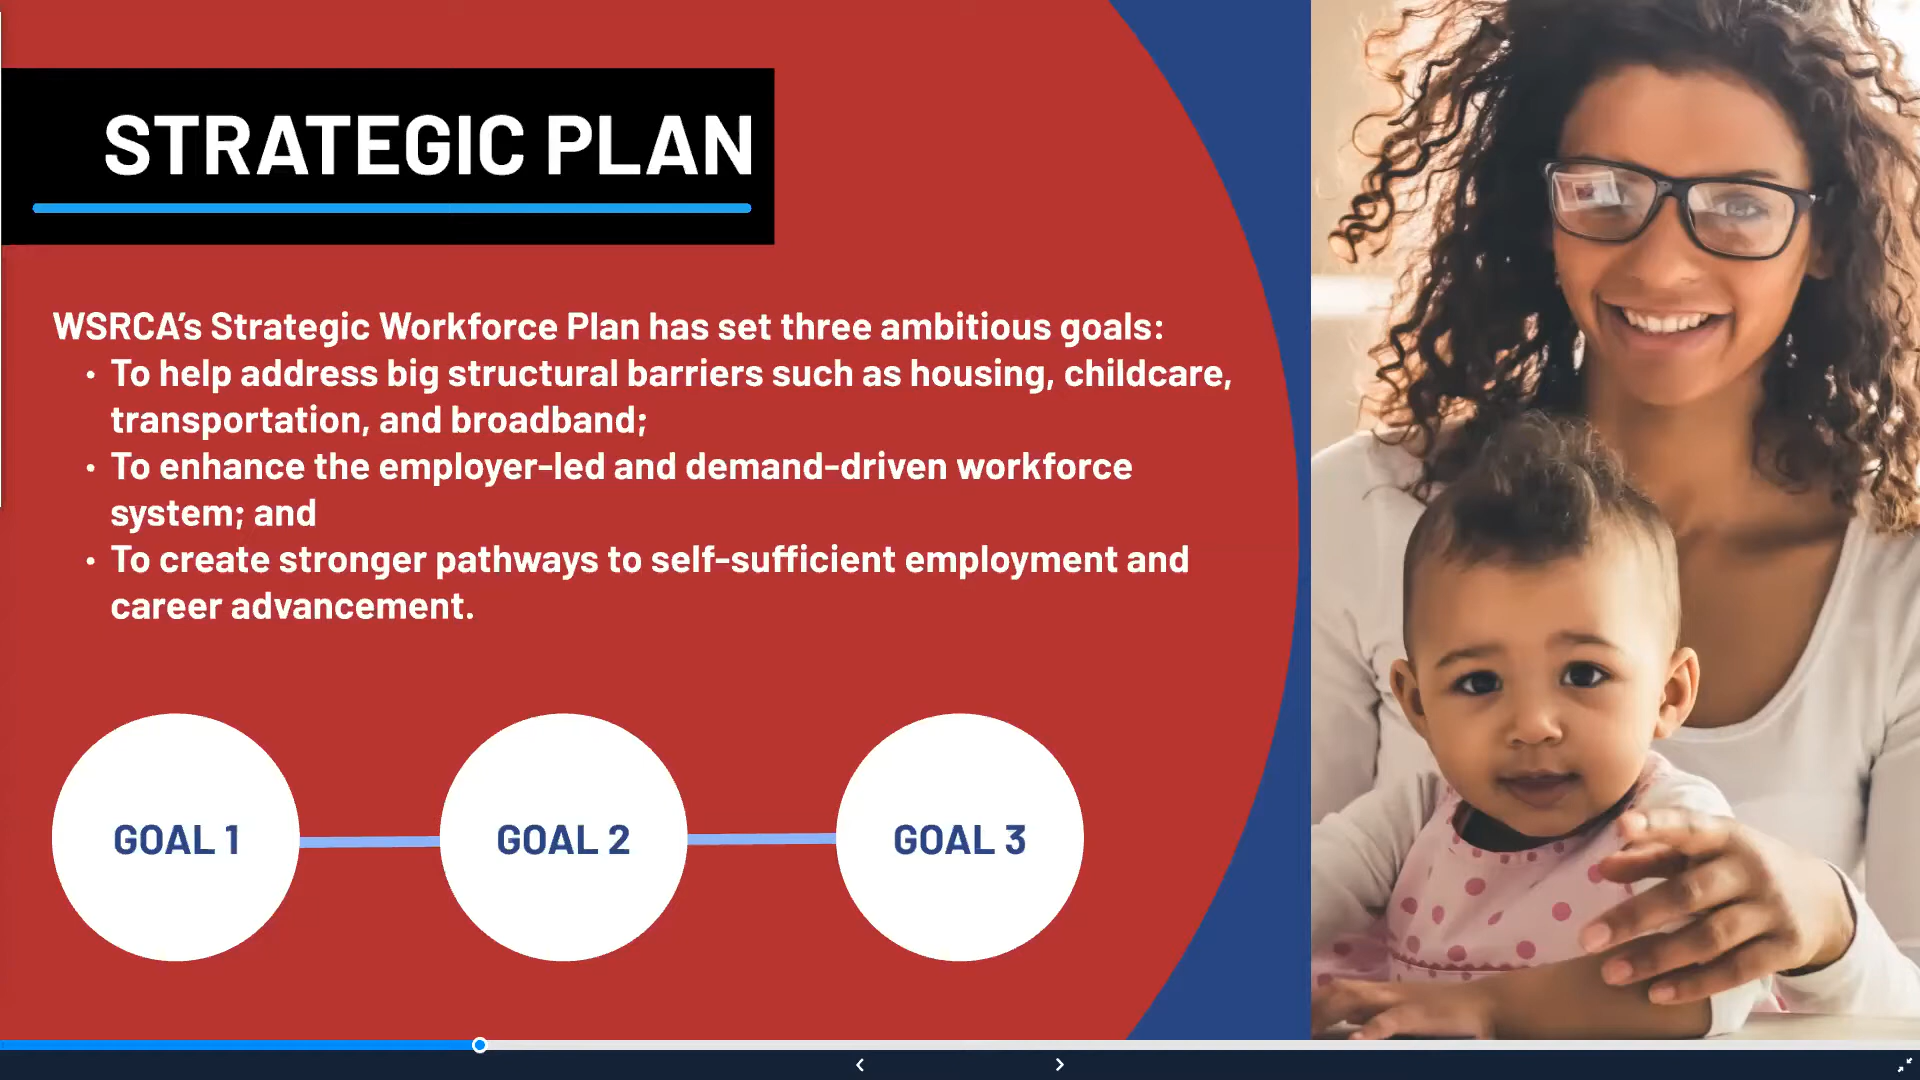 STRATEGIC PLAN
WSRCA's Strategic Workforce Plan has set three ambitious goals:
• To help address big structural barriers such as housing, childcare,
transportation, and broadband;
• To enhance the employer-led and demand-driven workforce
system; and
• To create stronger pathways to self-sufficient employment and
career advancement.
GOAL 1
GOAL 2
GOAL 3